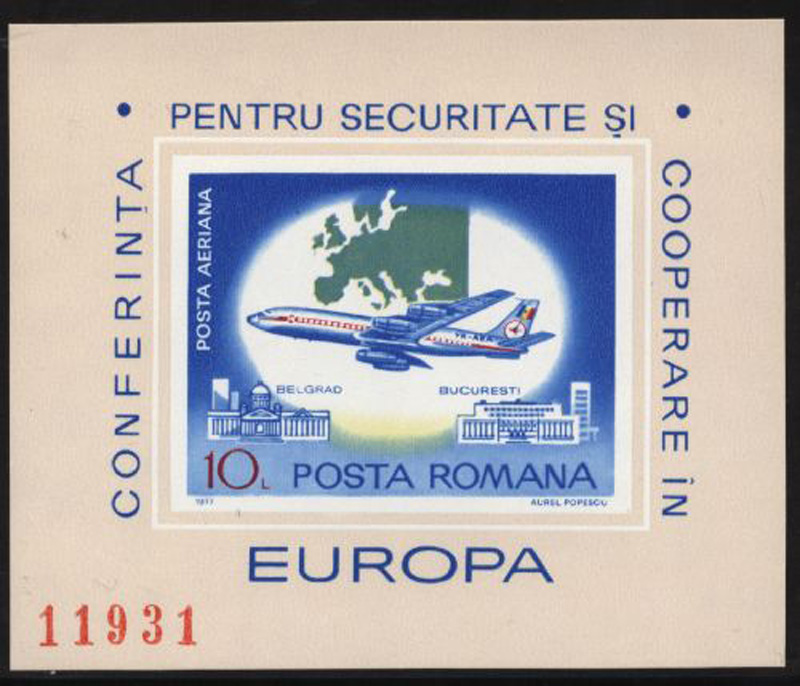 CONFERINȚA
• PENTRU SECURITATE ȘI •
COOPERARE ÎN
EUROPA
POSTA AERIANA
BELGRAD
BUCURESTI
10L
POSTA ROMANA
1977
AUREL POPESCU
11931